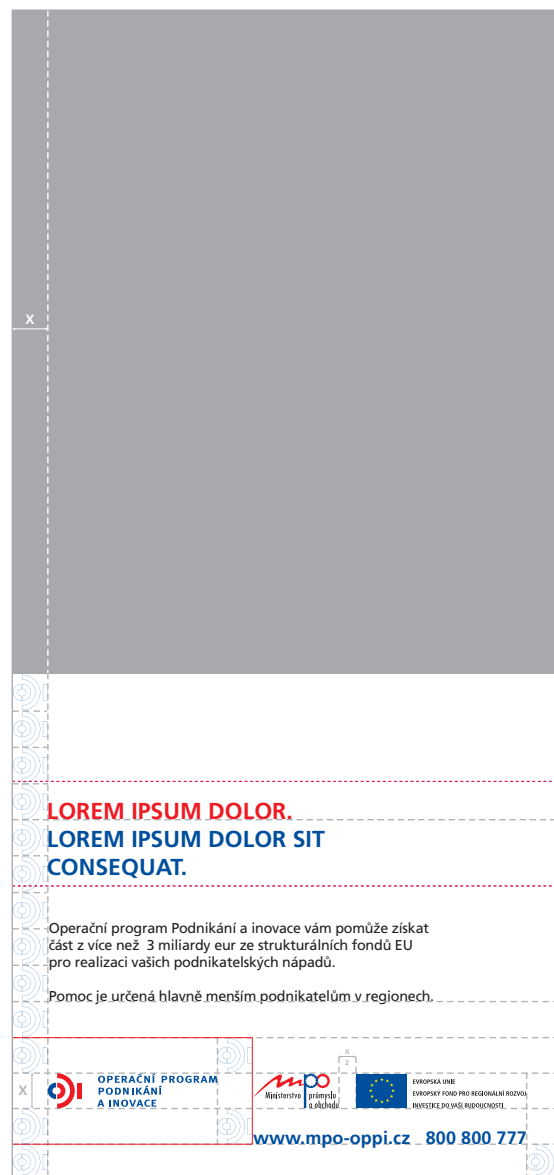 X
LOREM IPSUM DOLOR.
LOREM IPSUM DOLOR SIT
CONSEQUAT.
Operační program Podnikání a inovace vám pomůže získat
část z více než 3 miliardy eur ze strukturálních fondů EU
pro realizaci vašich podnikatelských nápadů.
Pomoc je určená hlavně menším podnikatelům v regionech.
X
OPERAČNÍ PROGRAM
PODNIKÁNÍ
A INOVACE
X
2
mpo
Ministerstvo průmyslu
a obchodu
EVROPSKÁ UNIE
EVROPSKÝ FOND PRO REGIONÁLNÍ ROZVOJ
INVESTICE DO VAŠÍ BUDOUCNOSTI
www.mpo-oppi.cz 800 800 777